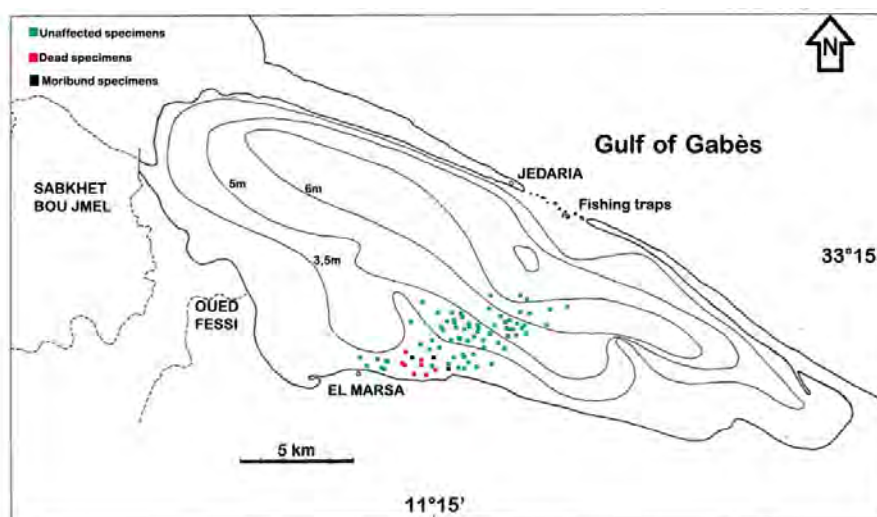 Unaffected specimens
Dead specimens
Moribund specimens
N
Gulf of Gabès
JEDARIA
Fishing traps
SABKHET
BOU JMEL
5m
6m
33°15
3,5m
OUED
FESSI
EL MARSA
5 km
11°15'